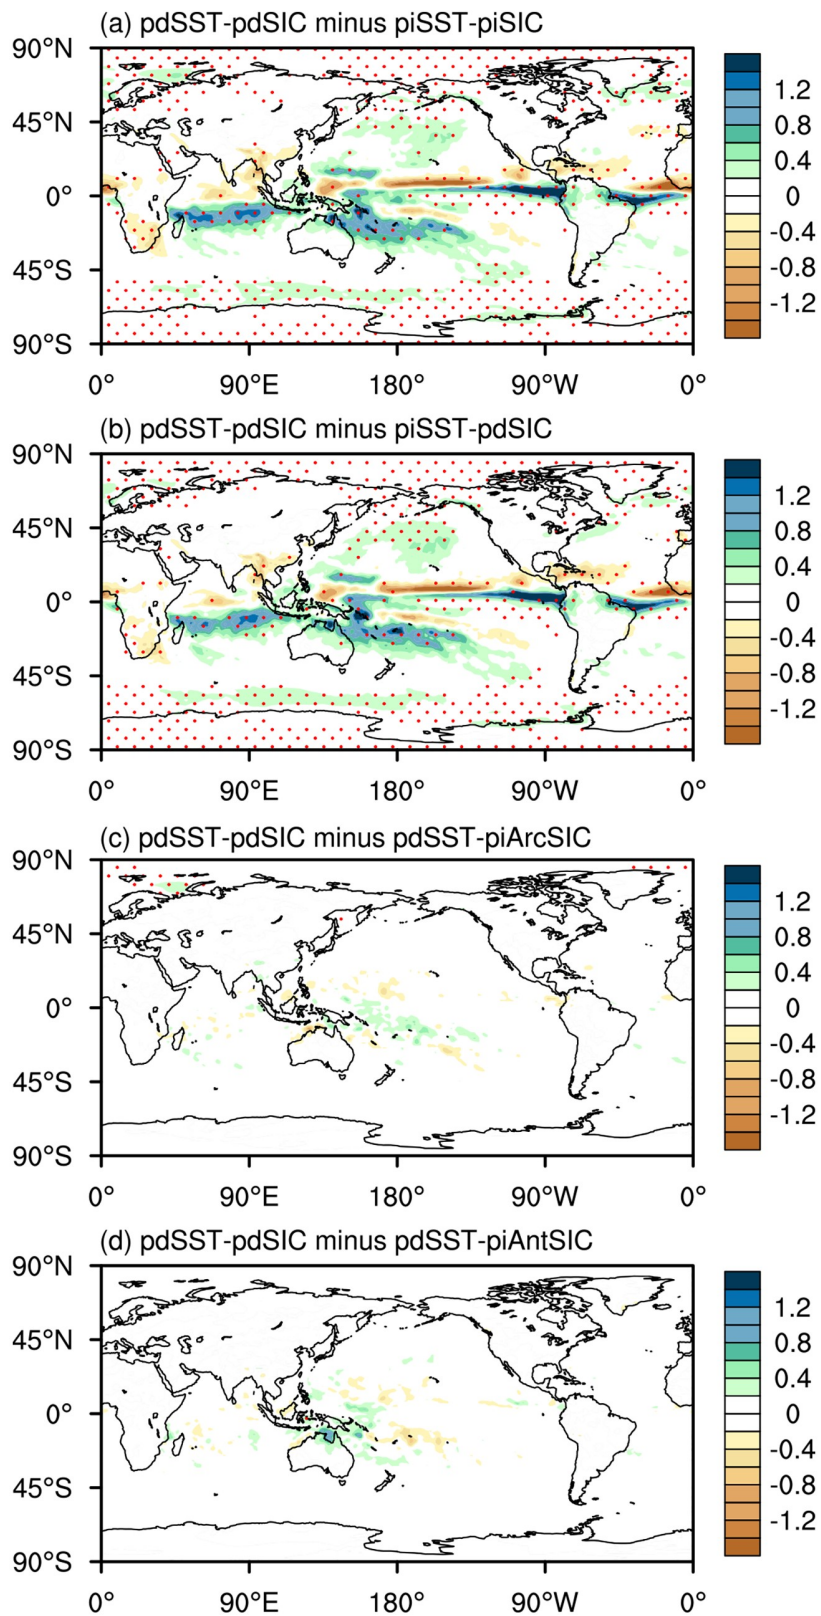 (a) pdSST-pdSIC minus piSST-piSIC
90°N
45°N
0°
45°S
90°S
0° 90°E 180° 90°W 0°
1.2
0.8
0.4
0
-0.4
-0.8
-1.2
(b) pdSST-pdSIC minus piSST-pdSIC
90°N
45°N
0°
45°S
90°S
0° 90°E 180° 90°W 0°
1.2
0.8
0.4
0
-0.4
-0.8
-1.2
(c) pdSST-pdSIC minus pdSST-piArcSIC
90°N
45°N
0°
45°S
90°S
0° 90°E 180° 90°W 0°
1.2
0.8
0.4
0
-0.4
-0.8
-1.2
(d) pdSST-pdSIC minus pdSST-piAntSIC
90°N
45°N
0°
45°S
90°S
0° 90°E 180° 90°W 0°
1.2
0.8
0.4
0
-0.4
-0.8
-1.2